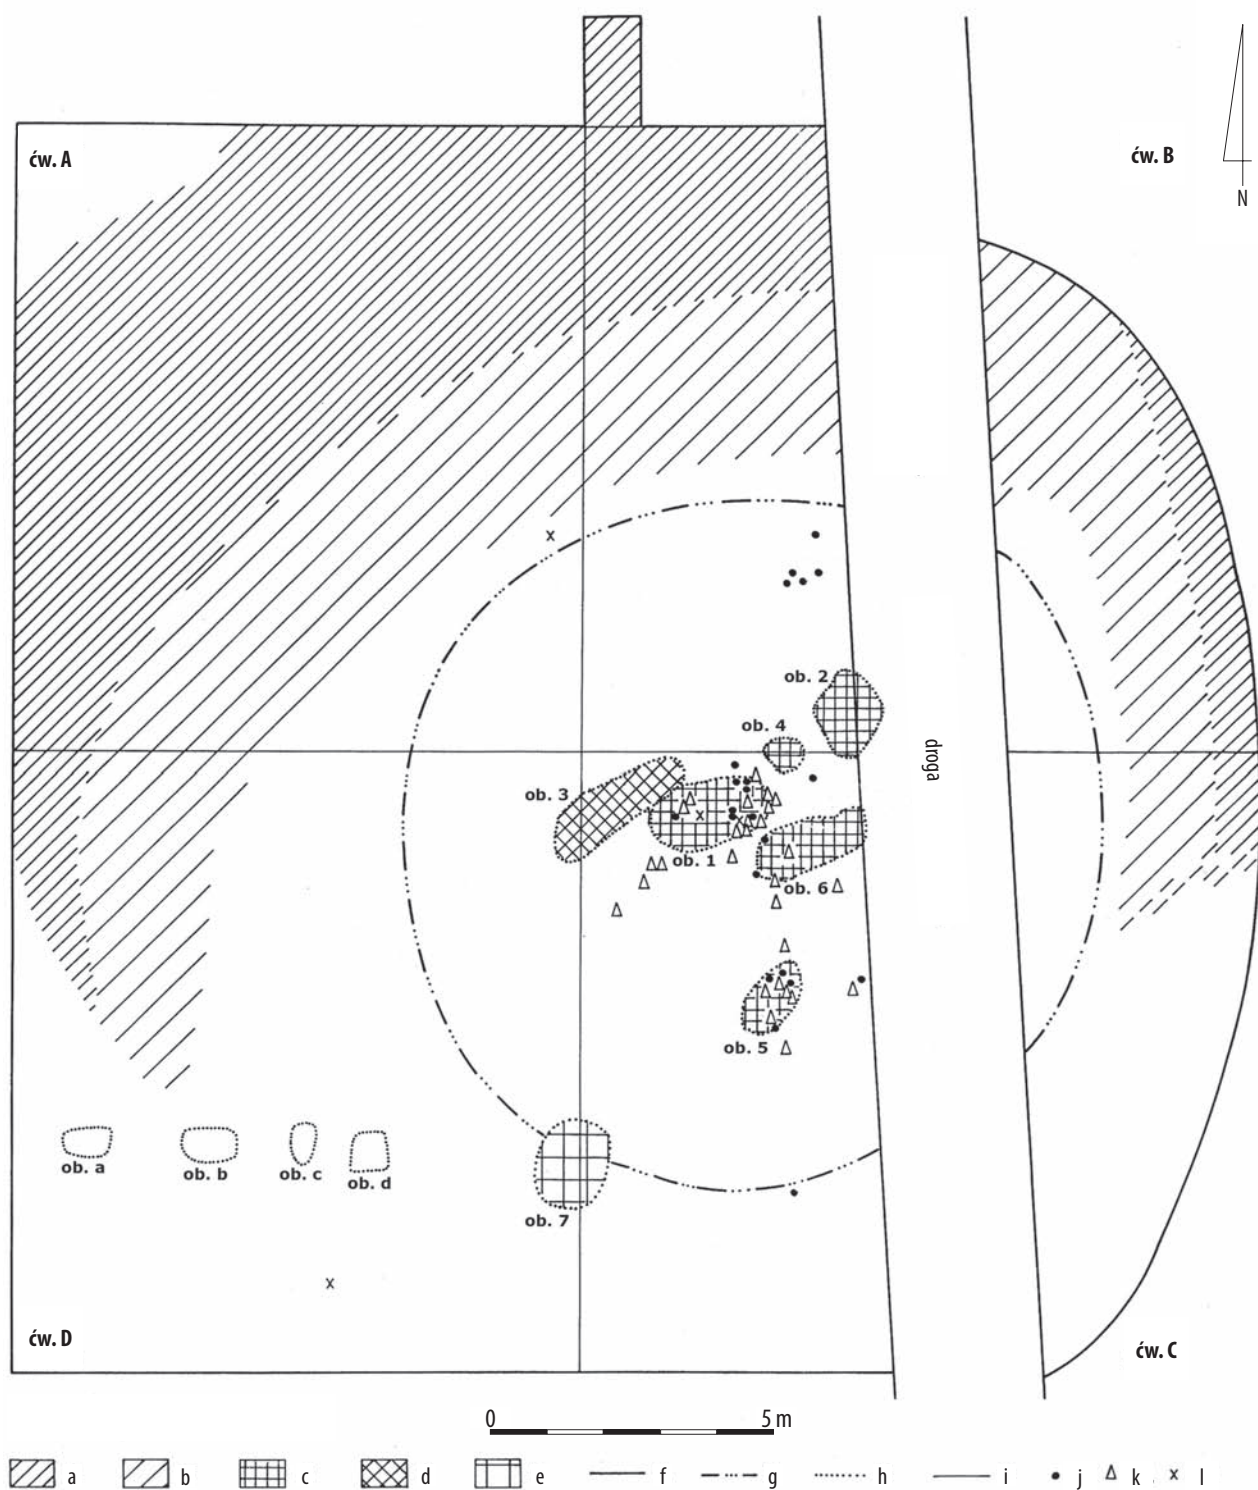 ćw. A
ćw. B
N
ob. 2
ob. 4
droga
ob. 3
ob. 1
ob. 6
ob. 5
ob. a
ob. b
ob. c
ob. d
ob. 7
ćw. D
ćw. C
0 5 m
a b c d e f g h i j k l